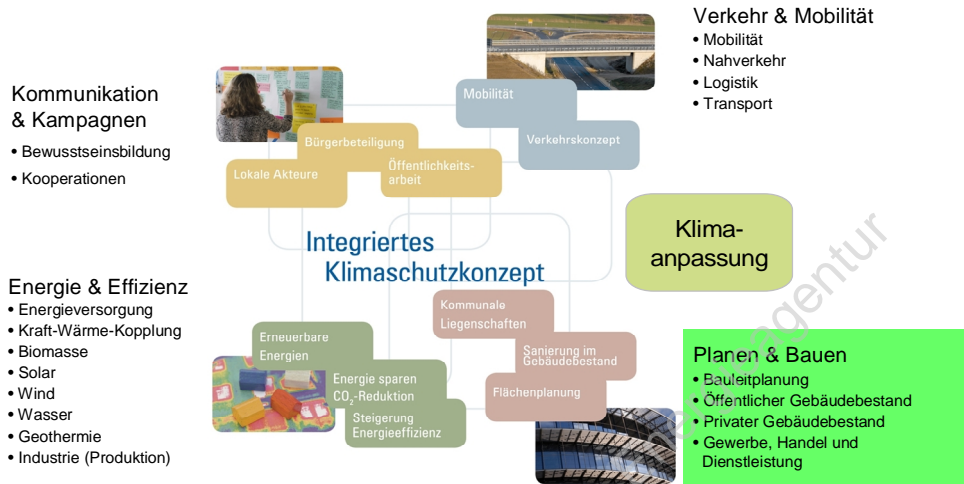 Verkehr & Mobilität
• Mobilität
• Nahverkehr
• Logistik
• Transport
Kommunikation
& Kampagnen
• Bewusstseinsbildung
• Kooperationen
Mobilität
Verkehrskonzept
Bürgerbeteiligung
Lokale Akteure
Öffentlichkeits-
arbeit
Integriertes
Klimaschutzkonzept
Klima-
anpassung
Energie & Effizienz
• Energieversorgung
• Kraft-Wärme-Kopplung
• Biomasse
• Solar
• Wind
• Wasser
• Geothermie
• Industrie (Produktion)
Erneuerbare
Energien
Energie sparen
CO₂-Reduktion
Steigerung
Energieeffizienz
Kommunale
Liegenschaften
Sanierung im
Gebäudebestand
Flächenplanung
Planen & Bauen
• Bauleitplanung
• Öffentlicher Gebäudebestand
• Privater Gebäudebestand
• Gewerbe, Handel und
Dienstleistung